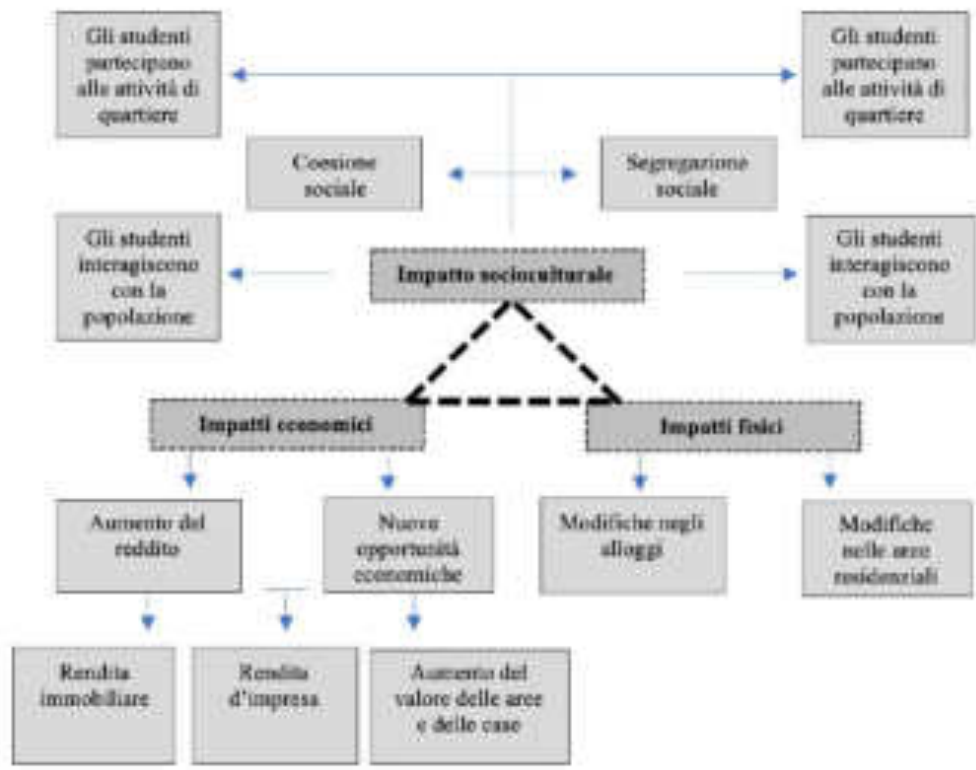 Gli studenti
partecipano
alle attività di
quartiere
Gli studenti
partecipano
alle attività di
quartiere
Coesione
sociale
Segregazione
sociale
Gli studenti
interagiscono
con la
popolazione
Impatto socioculturale
Gli studenti
interagiscono
con la
popolazione
Impatti economici
Impatti fisici
Aumento del
reddito
Nuove
opportunità
economiche
Modifiche negli
alloggi
Modifiche
nelle aree
residenziali
Rendita
immobiliare
Rendita
d'impresa
Aumento del
valore delle aree
e delle case